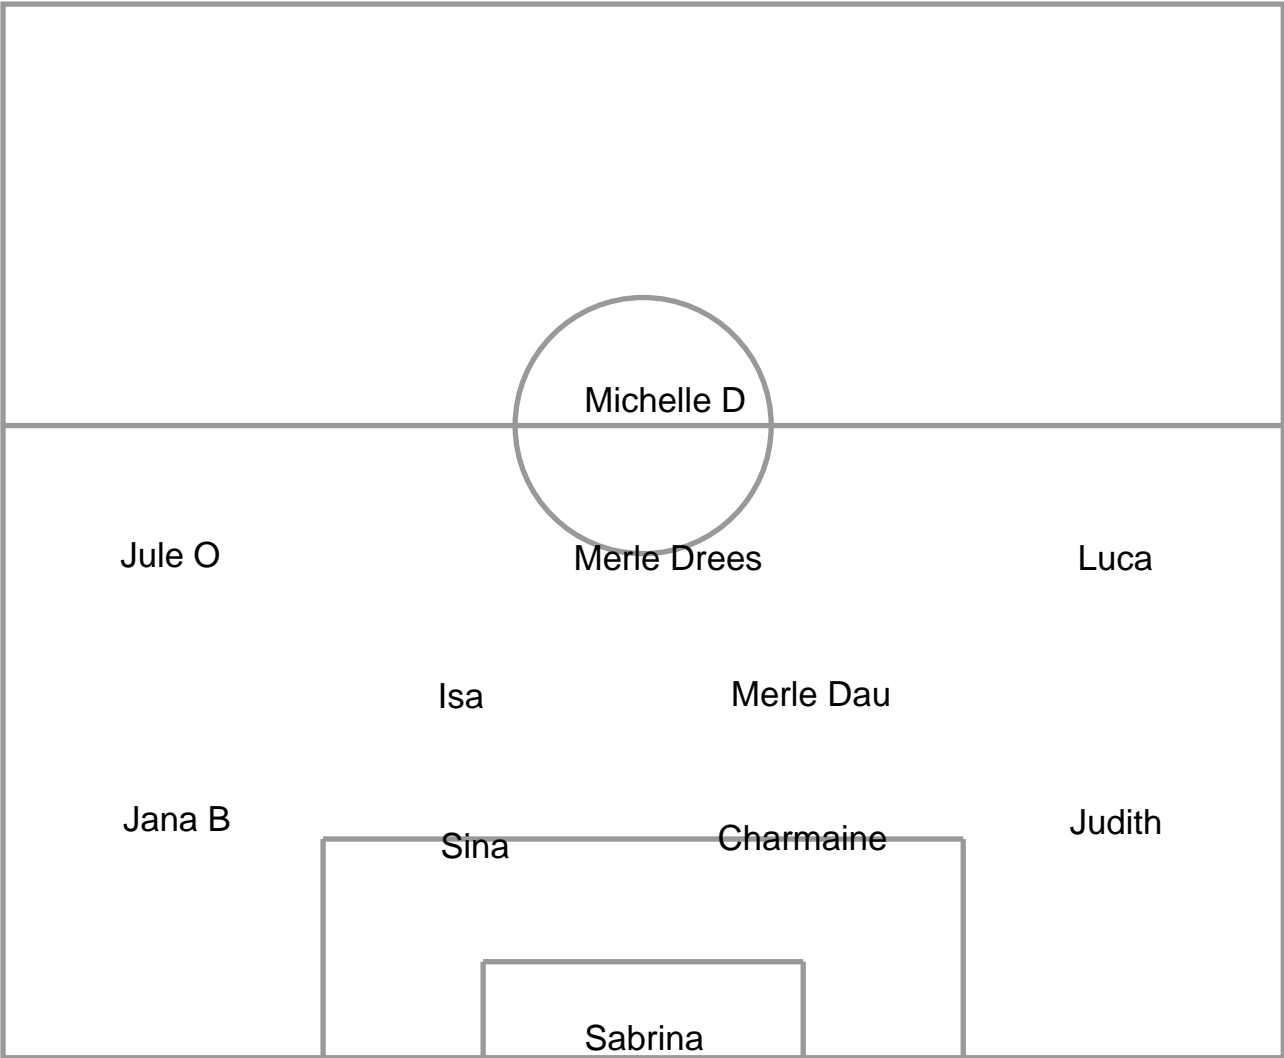 Michelle D
Jule O
Merle Drees
Luca
Isa
Merle Dau
Jana B
Sina
Charmaine
Judith
Sabrina